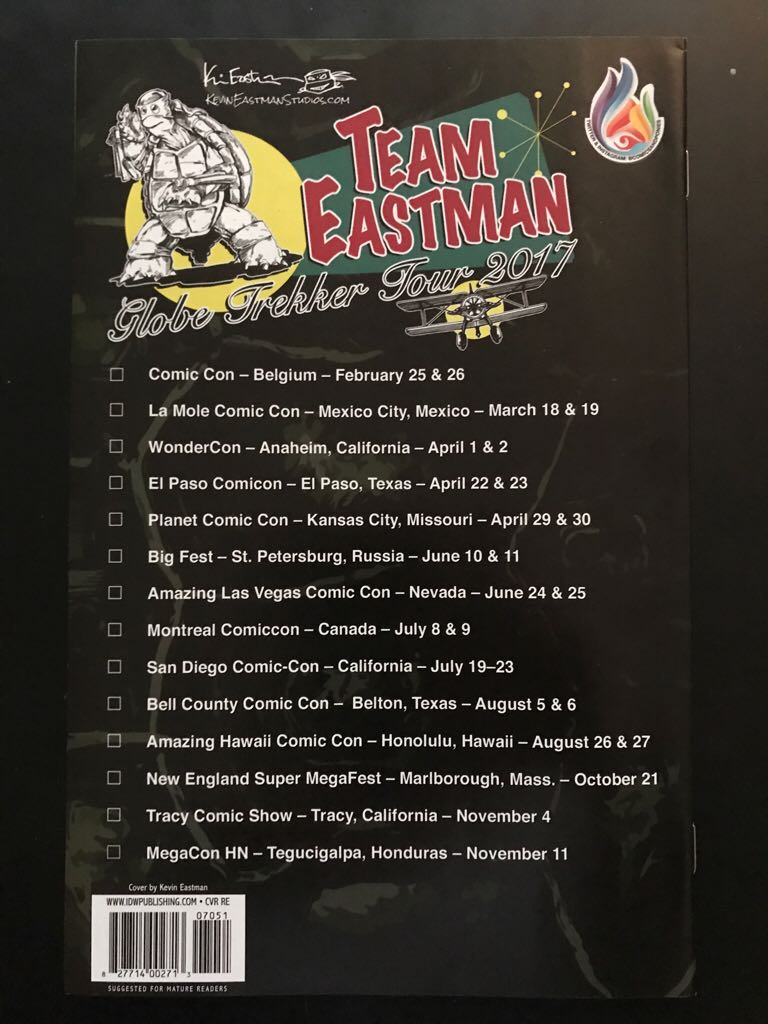 Kevin Eastman
KEVINEASTMANSTUDIOS.COM
TEAM
EASTMAN
Globe Trekker Tour 2017
Comic Con – Belgium – February 25 & 26
La Mole Comic Con – Mexico City, Mexico – March 18 & 19
WonderCon – Anaheim, California – April 1 & 2
El Paso Comicon – El Paso, Texas – April 22 & 23
Planet Comic Con – Kansas City, Missouri – April 29 & 30
Big Fest – St. Petersburg, Russia – June 10 & 11
Amazing Las Vegas Comic Con – Nevada – June 24 & 25
Montreal Comiccon – Canada – July 8 & 9
San Diego Comic-Con – California – July 19–23
Bell County Comic Con – Belton, Texas – August 5 & 6
Amazing Hawaii Comic Con – Honolulu, Hawaii – August 26 & 27
New England Super MegaFest – Marlborough, Mass. – October 21
Tracy Comic Show – Tracy, California – November 4
MegaCon HN – Tegucigalpa, Honduras – November 11
Cover by Kevin Eastman
WWW.IDWPUBLISHING.COM • CVR RE
07051
8 27714 00271 3
SUGGESTED FOR MATURE READERS